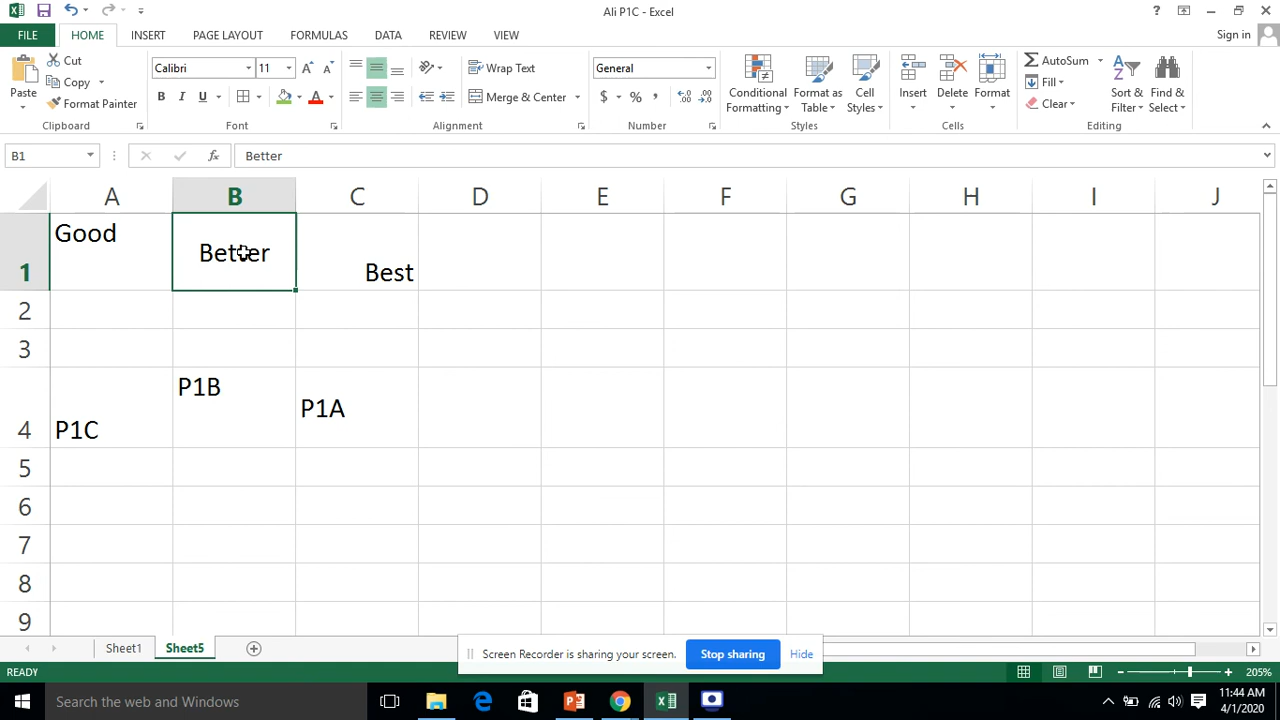 Ali P1C - Excel
?
FILE
HOME
INSERT
PAGE LAYOUT
FORMULAS
DATA
REVIEW
VIEW
Sign in
Paste
Cut
Copy
Format Painter
Clipboard
Calibri
11
B I U
Font
Wrap Text
Merge & Center
Alignment
General
$ % ,
Number
Conditional Formatting
Format as Table
Cell Styles
Styles
Insert
Delete
Format
Cells
AutoSum
Fill
Clear
Sort & Filter
Find & Select
Editing
B1
fx
Better
A B C D E F G H I J
1 Good Better Best
2
3
4 P1C P1B P1A
5
6
7
8
9
Sheet1
Sheet5
Screen Recorder is sharing your screen.
Stop sharing
Hide
READY
205%
Search the web and Windows
11:44 AM
4/1/2020